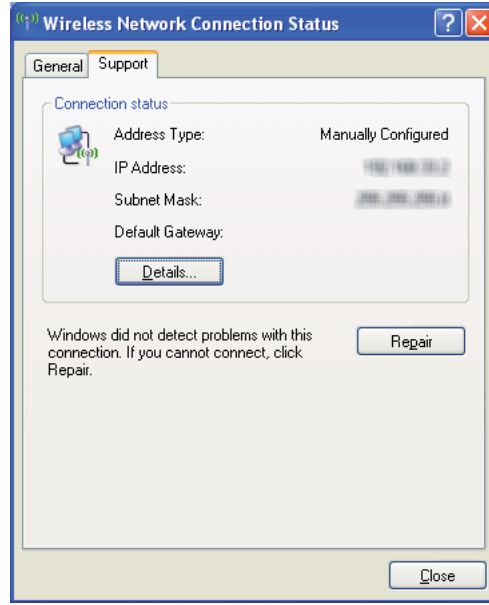 Wireless Network Connection Status
General Support
Connection status
Address Type: Manually Configured
IP Address:
Subnet Mask:
Default Gateway:
Details...
Windows did not detect problems with this
connection. If you cannot connect, click
Repair.
Repair
Close